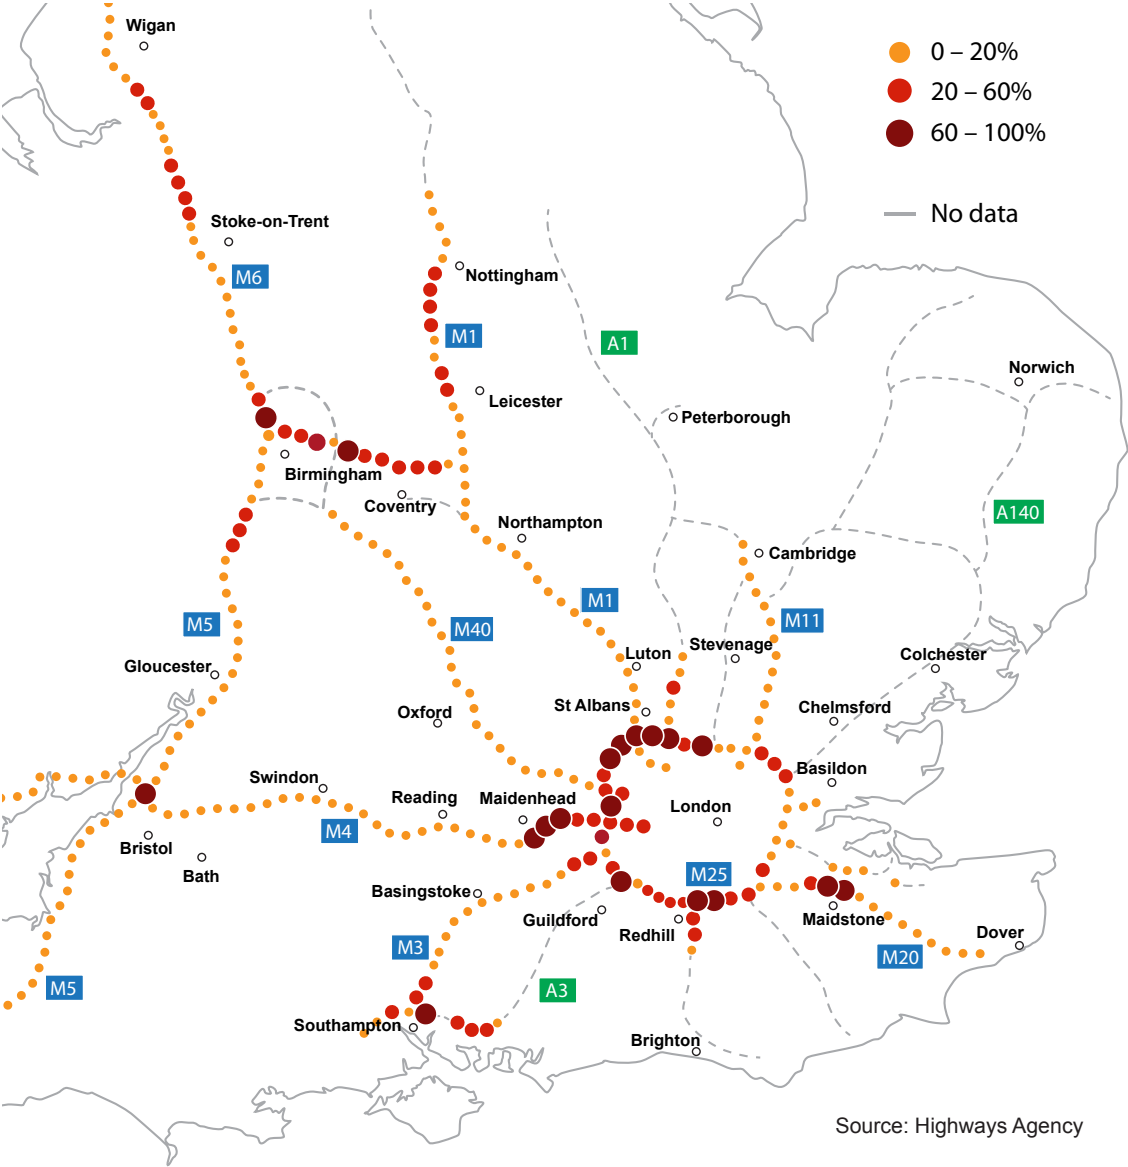 Wigan
0 – 20%
20 – 60%
60 – 100%
No data
Stoke-on-Trent
M6
Nottingham
M1
A1
Norwich
Leicester
Peterborough
Birmingham
Coventry
Northampton
A140
Cambridge
M1
M5
M40
M11
Stevenage
Luton
Colchester
Gloucester
St Albans
Oxford
Chelmsford
Swindon
Basildon
Reading
Maidenhead
London
M4
Bristol
Bath
M25
Basingstoke
Guildford
Redhill
Maidstone
Dover
M3
M20
M5
A3
Southampton
Brighton
Source: Highways Agency